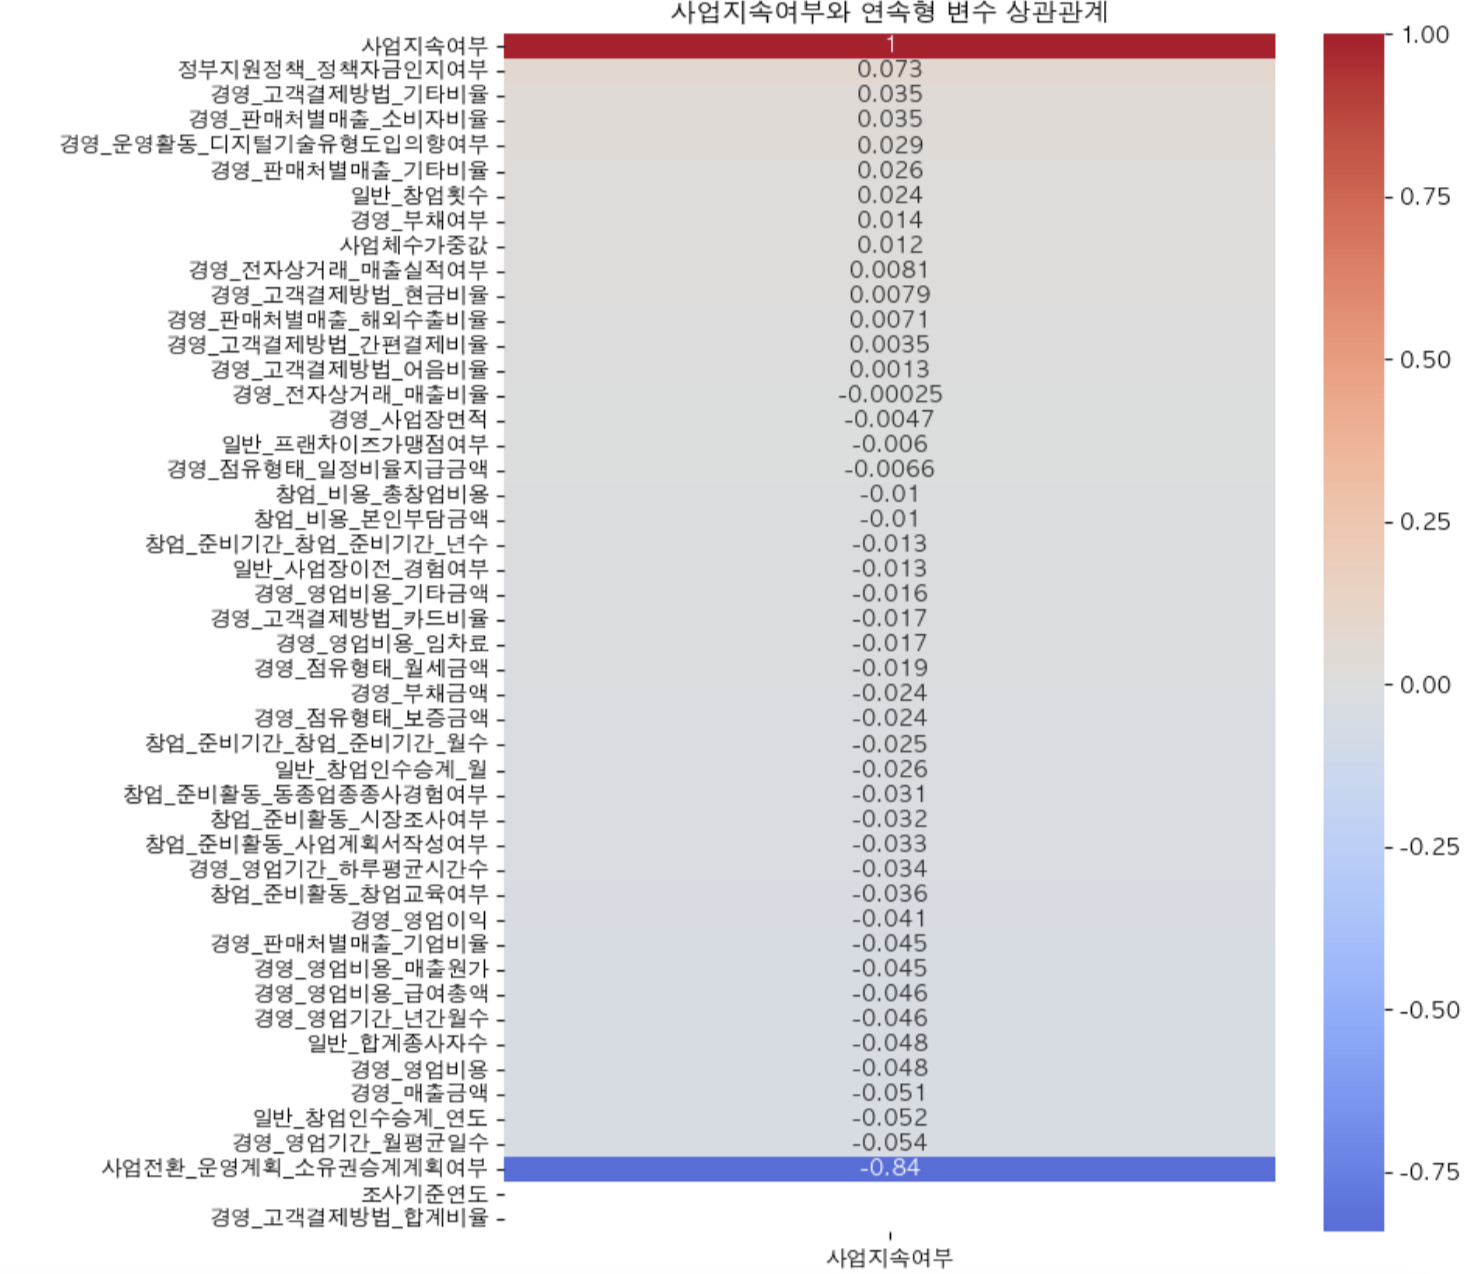 사업지속여부와 연속형 변수 상관관계
사업지속여부 1
정부지원정책_정책자금인지여부 0.073
경영_고객결제방법_기타비율 0.035
경영_판매처별매출_소비자비율 0.035
경영_운영활동_디지털기술유형도입의향여부 0.029
경영_판매처별매출_기타비율 0.026
일반_창업횟수 0.024
경영_부채여부 0.014
사업체수가중값 0.012
경영_전자상거래_매출실적여부 0.0081
경영_고객결제방법_현금비율 0.0079
경영_판매처별매출_해외수출비율 0.0071
경영_고객결제방법_간편결제비율 0.0035
경영_고객결제방법_어음비율 0.0013
경영_전자상거래_매출비율 -0.00025
경영_사업장면적 -0.0047
일반_프랜차이즈가맹점여부 -0.006
경영_점유형태_일정비율지급금액 -0.0066
창업_비용_총창업비용 -0.01
창업_비용_본인부담금액 -0.01
창업_준비기간_창업_준비기간_년수 -0.013
일반_사업장이전_경험여부 -0.013
경영_영업비용_기타금액 -0.016
경영_고객결제방법_카드비율 -0.017
경영_영업비용_임차료 -0.017
경영_점유형태_월세금액 -0.019
경영_부채금액 -0.024
경영_점유형태_보증금액 -0.024
창업_준비기간_창업_준비기간_월수 -0.025
일반_창업인수승계_월 -0.026
창업_준비활동_동종업종종사경험여부 -0.031
창업_준비활동_시장조사여부 -0.032
창업_준비활동_사업계획서작성여부 -0.033
경영_영업기간_하루평균시간수 -0.034
창업_준비활동_창업교육여부 -0.036
경영_영업이익 -0.041
경영_판매처별매출_기업비율 -0.045
경영_영업비용_매출원가 -0.045
경영_영업비용_급여총액 -0.046
경영_영업기간_년간월수 -0.046
일반_합계종사자수 -0.048
경영_영업비용 -0.048
경영_매출금액 -0.051
일반_창업인수승계_연도 -0.052
경영_영업기간_월평균일수 -0.054
사업전환_운영계획_소유권승계계획여부 -0.84
조사기준연도
경영_고객결제방법_합계비율
사업지속여부
1.00
0.75
0.50
0.25
0.00
-0.25
-0.50
-0.75